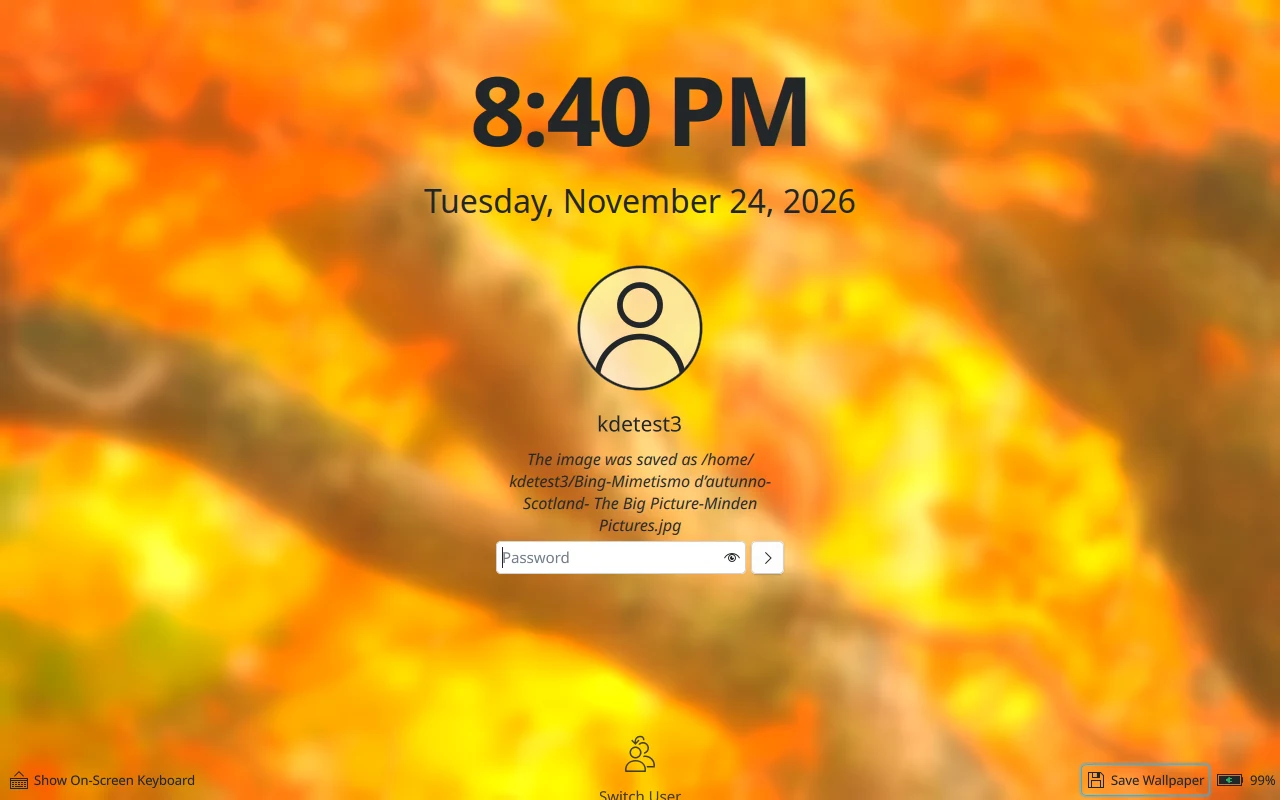 8:40 PM
Tuesday, November 24, 2026
kdetest3
The image was saved as /home/
kdetest3/Bing-Mimetismo d’autunno-
Scotland- The Big Picture-Minden
Pictures.jpg
Password
Switch User
Show On-Screen Keyboard
Save Wallpaper
99%